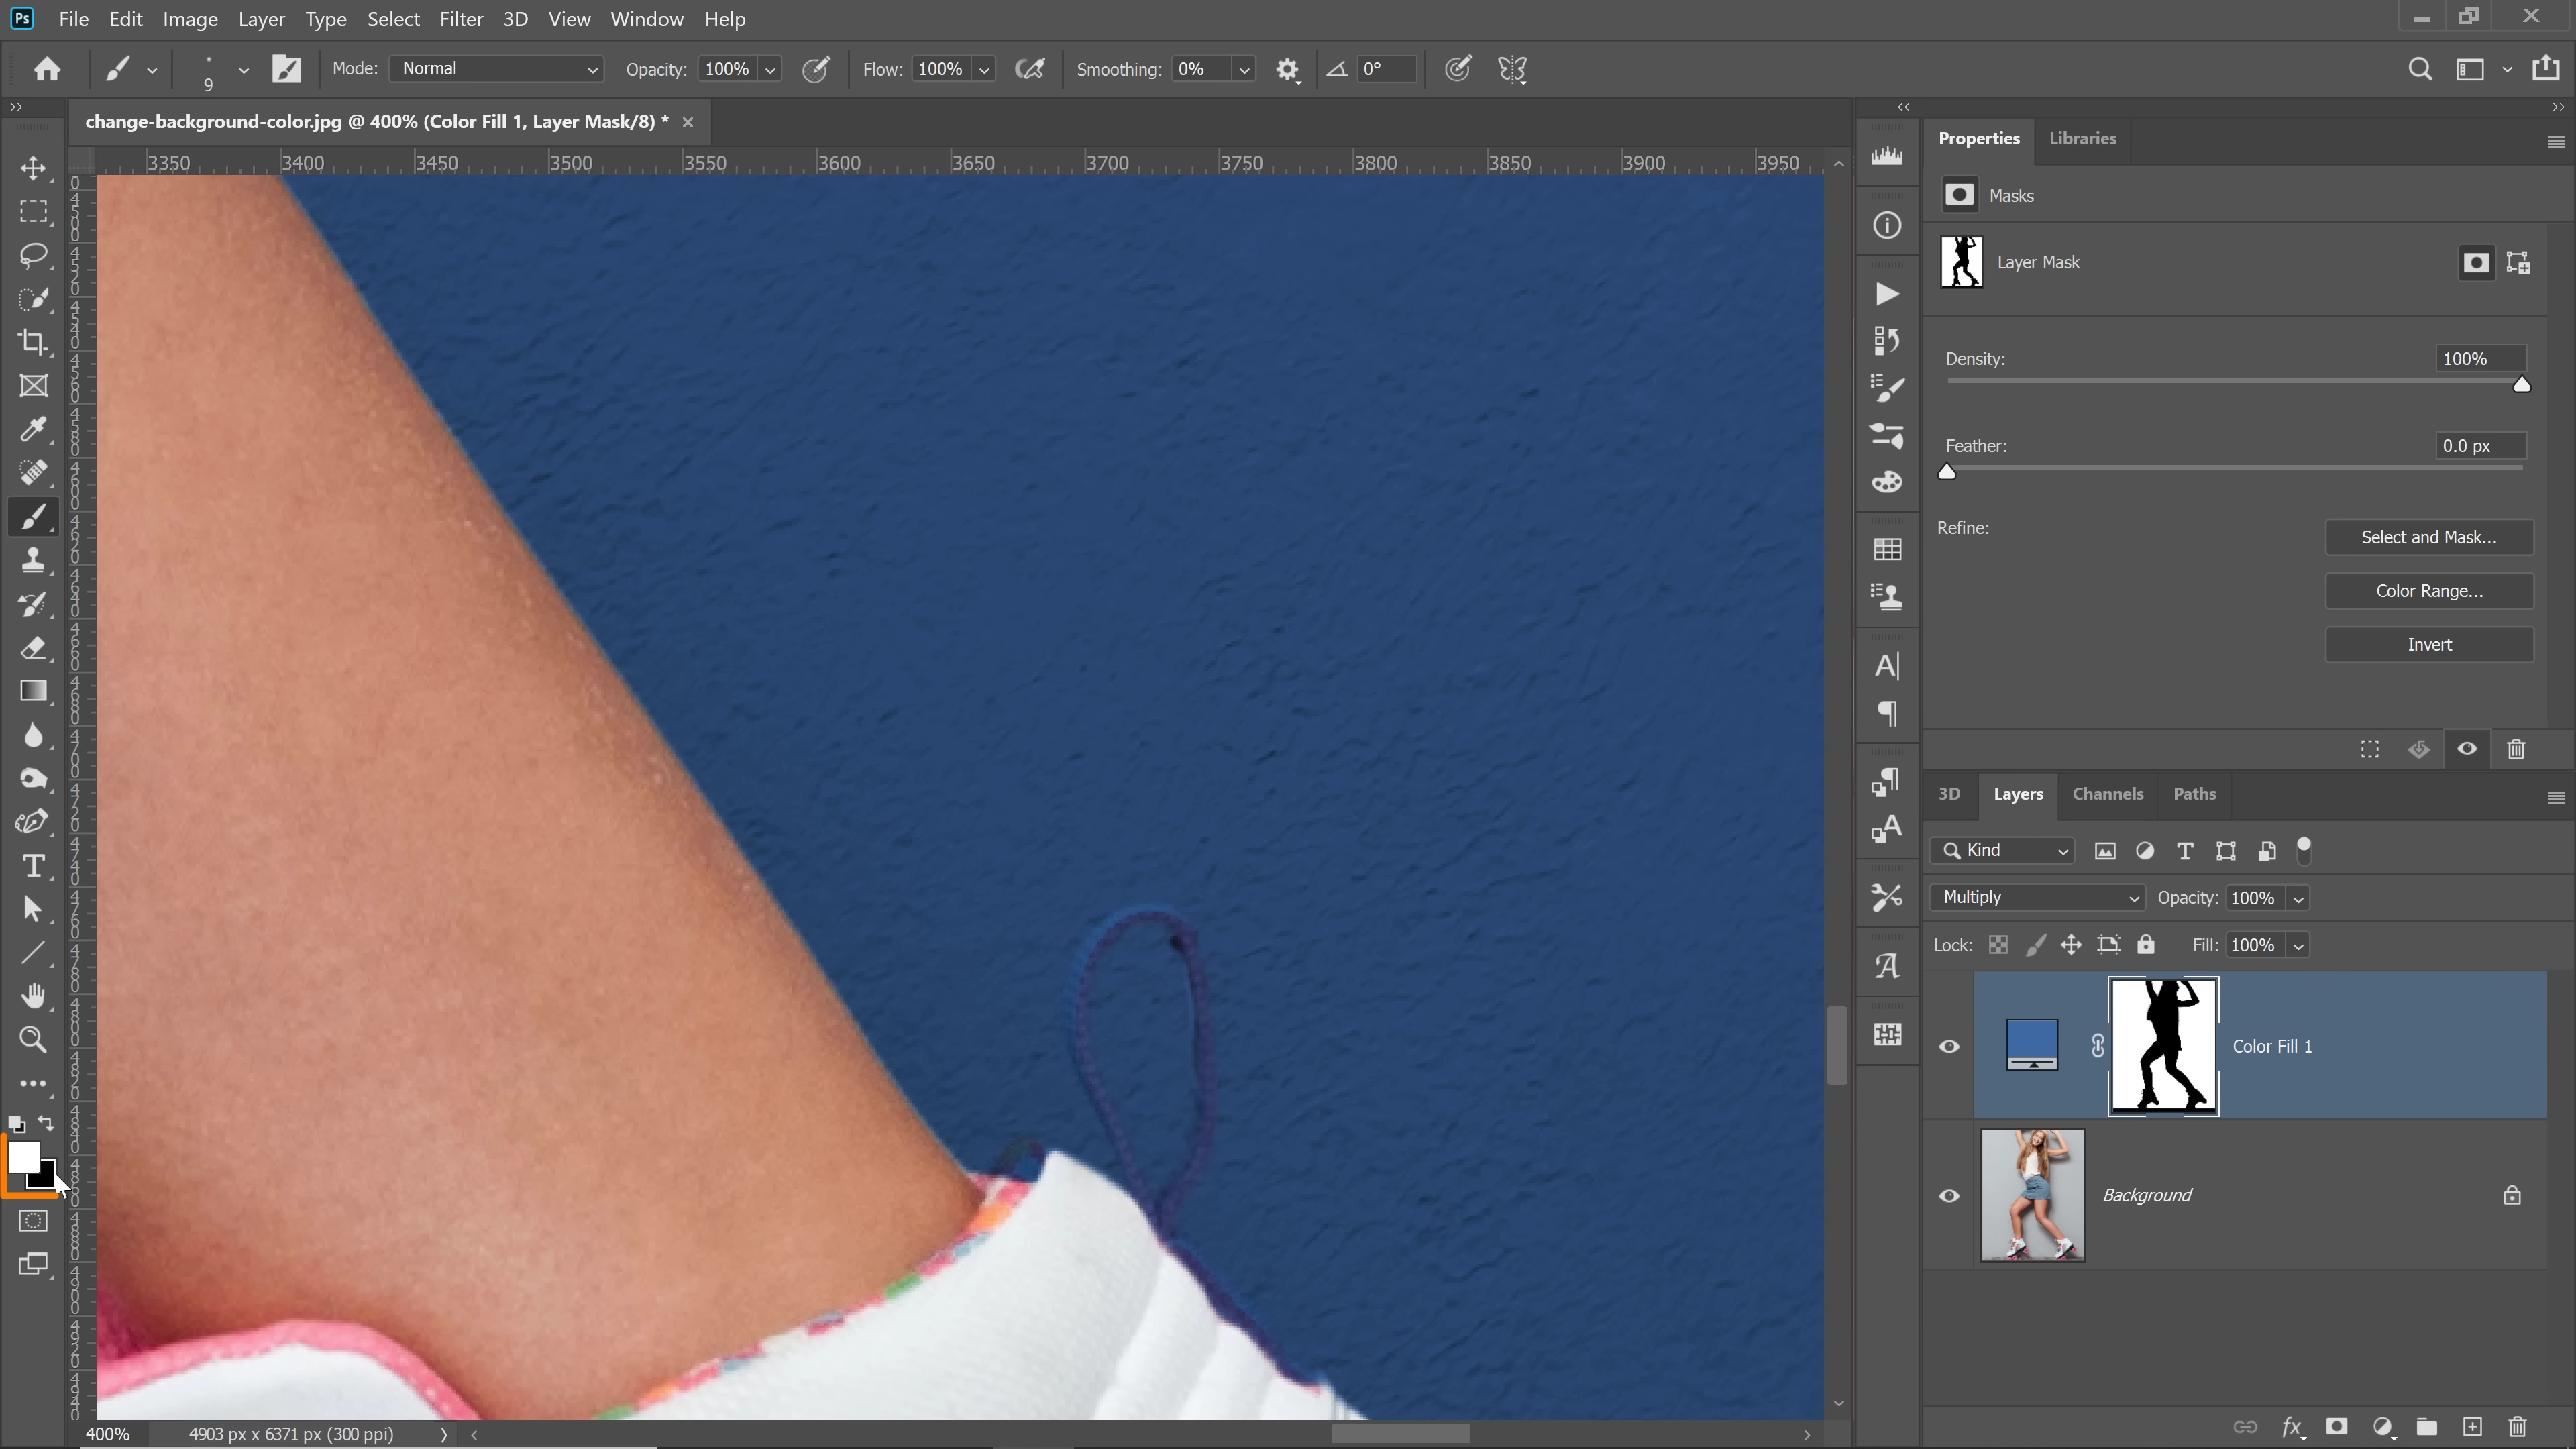 Ps File Edit Image Layer Type Select Filter 3D View Window Help
9 Mode: Normal Opacity: 100% Flow: 100% Smoothing: 0% 0°
change-background-color.jpg @ 400% (Color Fill 1, Layer Mask/8) * ×
3350 3400 3450 3500 3550 3600 3650 3700 3750 3800 3850 3900 3950
Properties Libraries
Masks
Layer Mask
Density: 100%
Feather: 0.0 px
Refine: Select and Mask...
Color Range...
Invert
3D Layers Channels Paths
Kind
Multiply Opacity: 100%
Lock: Fill: 100%
Color Fill 1
Background
400% 4903 px x 6371 px (300 ppi)
fx